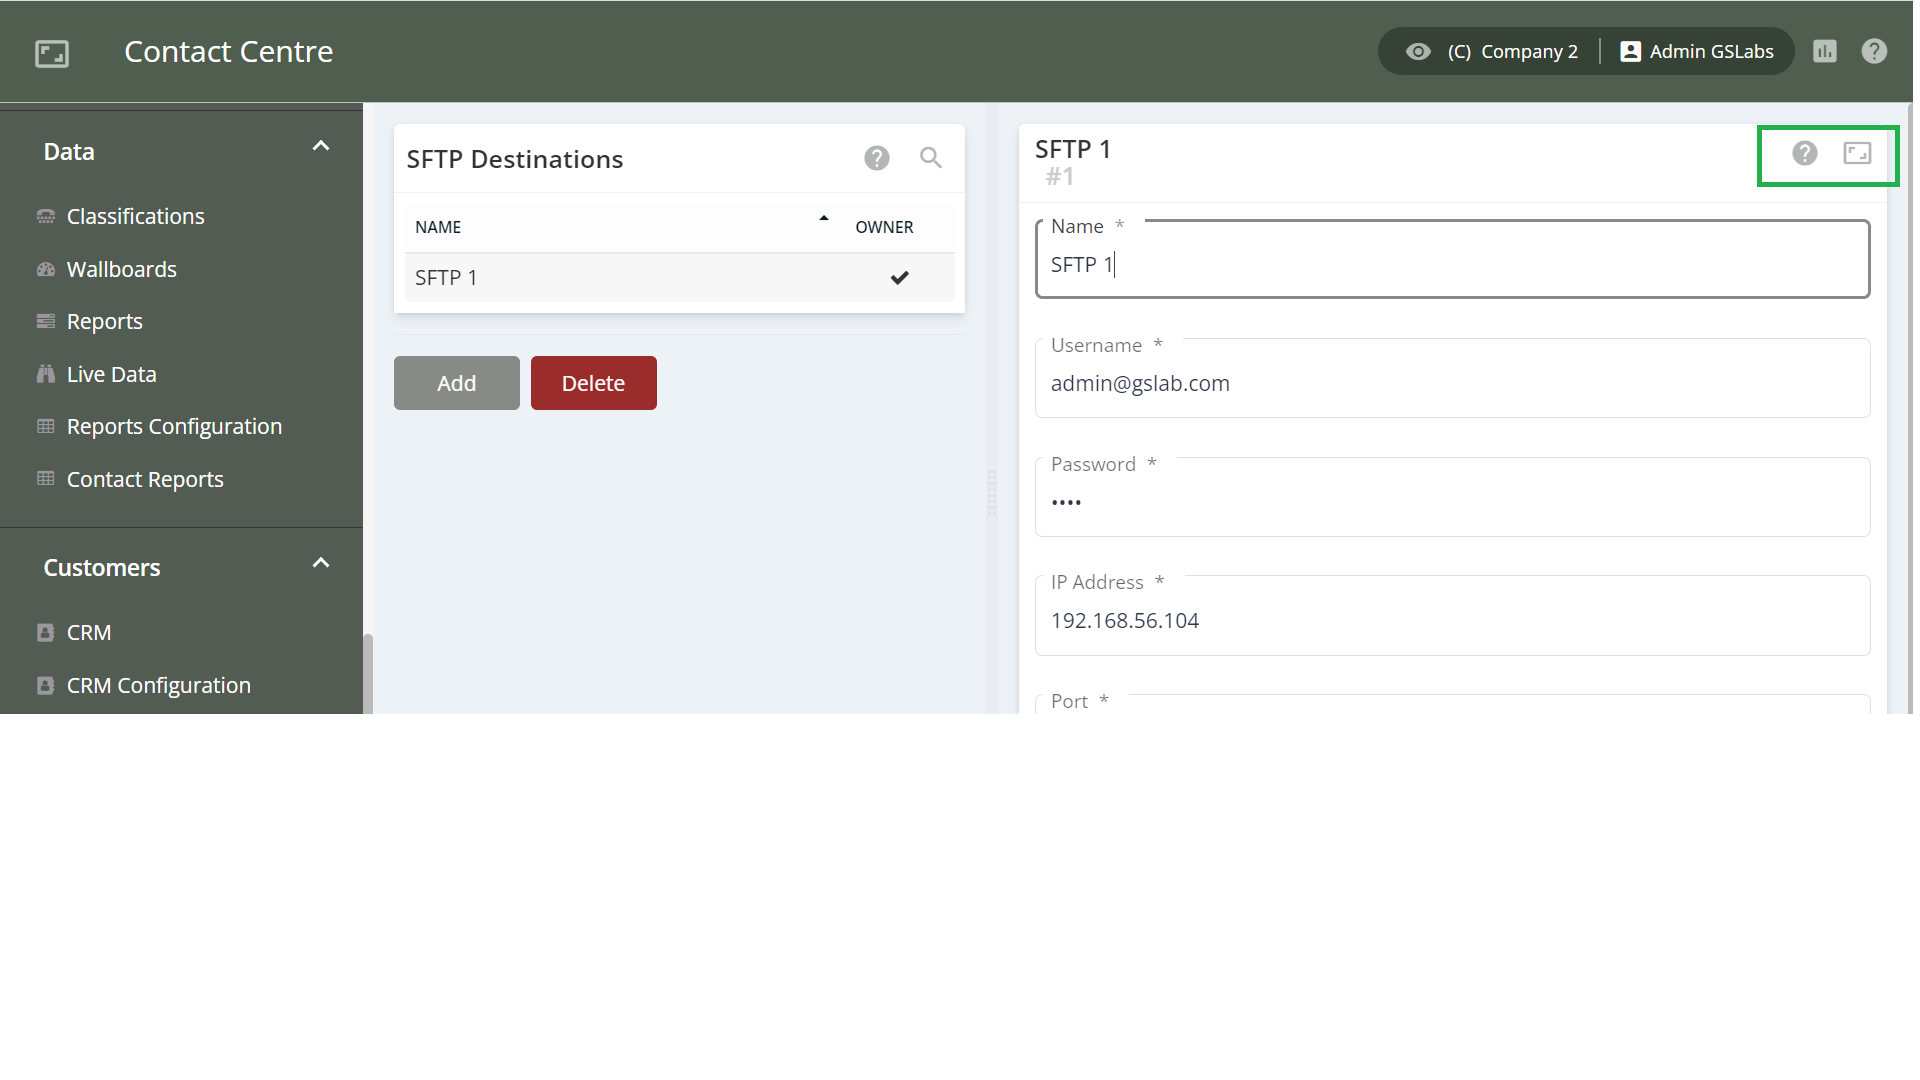 Contact Centre
(C) Company 2
Admin GSLabs
Data
Classifications
Wallboards
Reports
Live Data
Reports Configuration
Contact Reports
Customers
CRM
CRM Configuration
SFTP Destinations
NAME OWNER
SFTP 1
Add Delete
SFTP 1
#1
Name *
SFTP 1
Username *
admin@gslab.com
Password *
••••
IP Address *
192.168.56.104
Port *